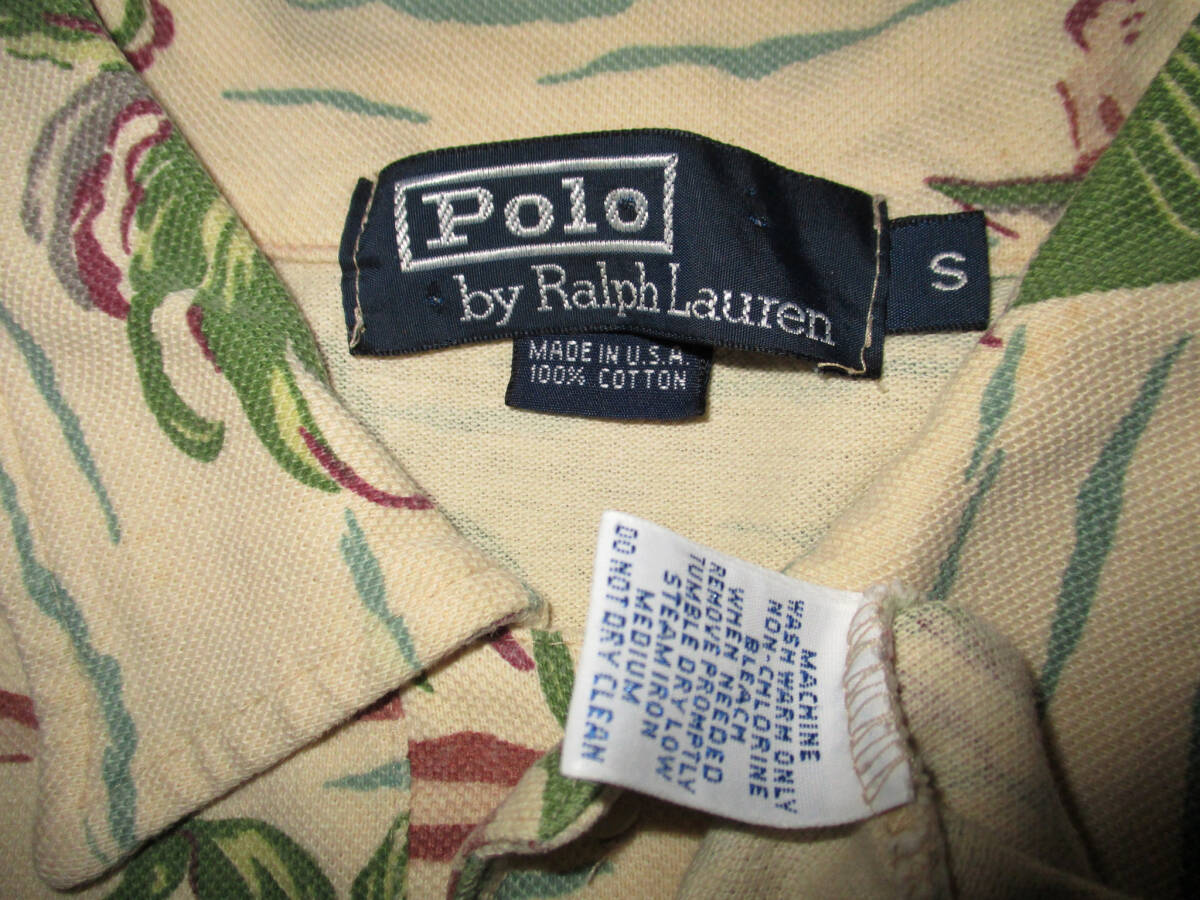 Polo
by Ralph Lauren
S
MADE IN U.S.A.
100% COTTON
MACHINE
WASH WARM ONLY
NON-CHLORINE
BLEACH
WHEN NEEDED
REMOVE PROMPTLY
TUMBLE DRY LOW
STEAM IRON
MEDIUM
DO NOT DRY CLEAN